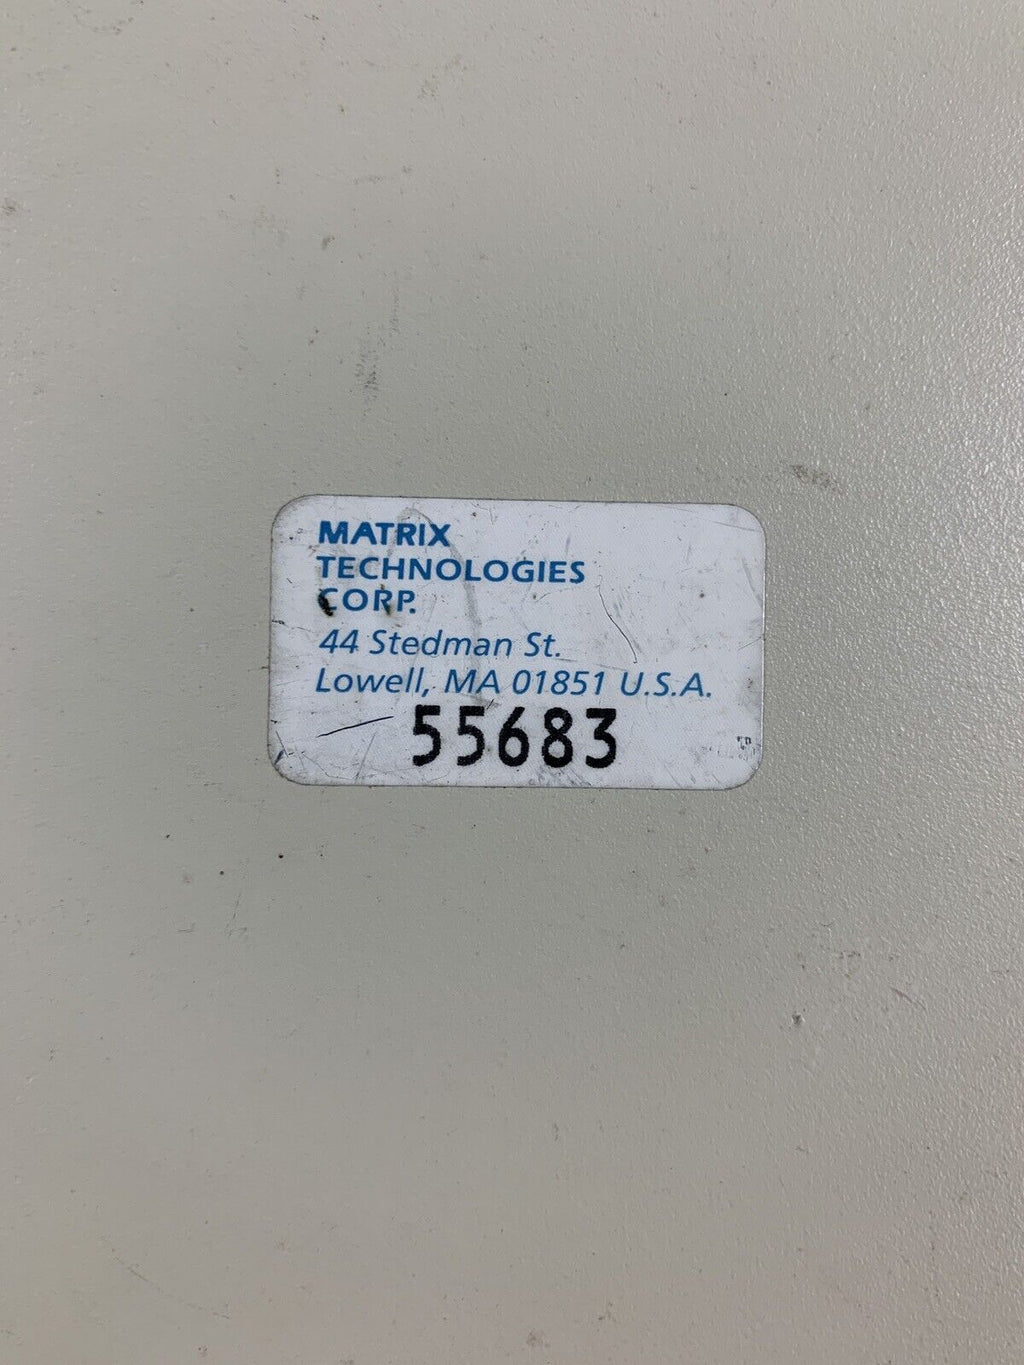 MATRIX
TECHNOLOGIES
CORP.
44 Stedman St.
Lowell, MA 01851 U.S.A.
55683